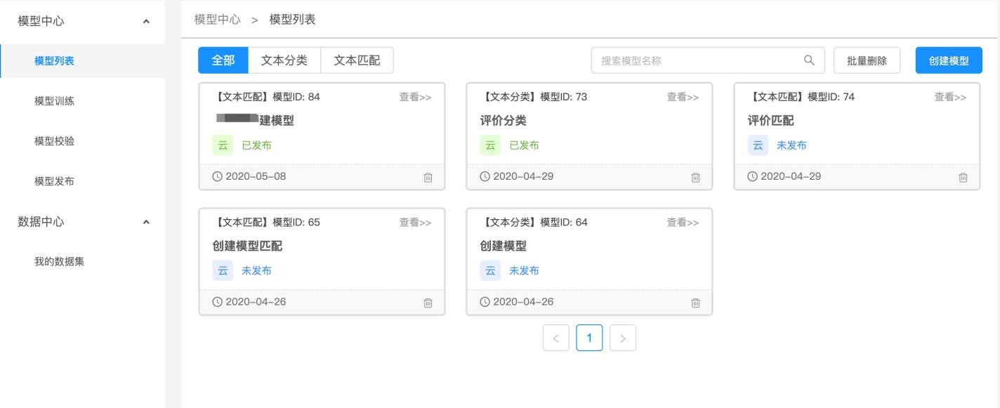 模型中心
模型列表
模型训练
模型校验
模型发布
数据中心
我的数据集
模型中心 > 模型列表
全部 文本分类 文本匹配 搜索模型名称 批量删除 创建模型
【文本匹配】模型ID: 84 查看>>
建模型
云 已发布
2020-05-08
【文本分类】模型ID: 73 查看>>
评价分类
云 已发布
2020-04-29
【文本匹配】模型ID: 74 查看>>
评价匹配
云 未发布
2020-04-29
【文本匹配】模型ID: 65 查看>>
创建模型匹配
云 未发布
2020-04-26
【文本分类】模型ID: 64 查看>>
创建模型
云 未发布
2020-04-26
< 1 >